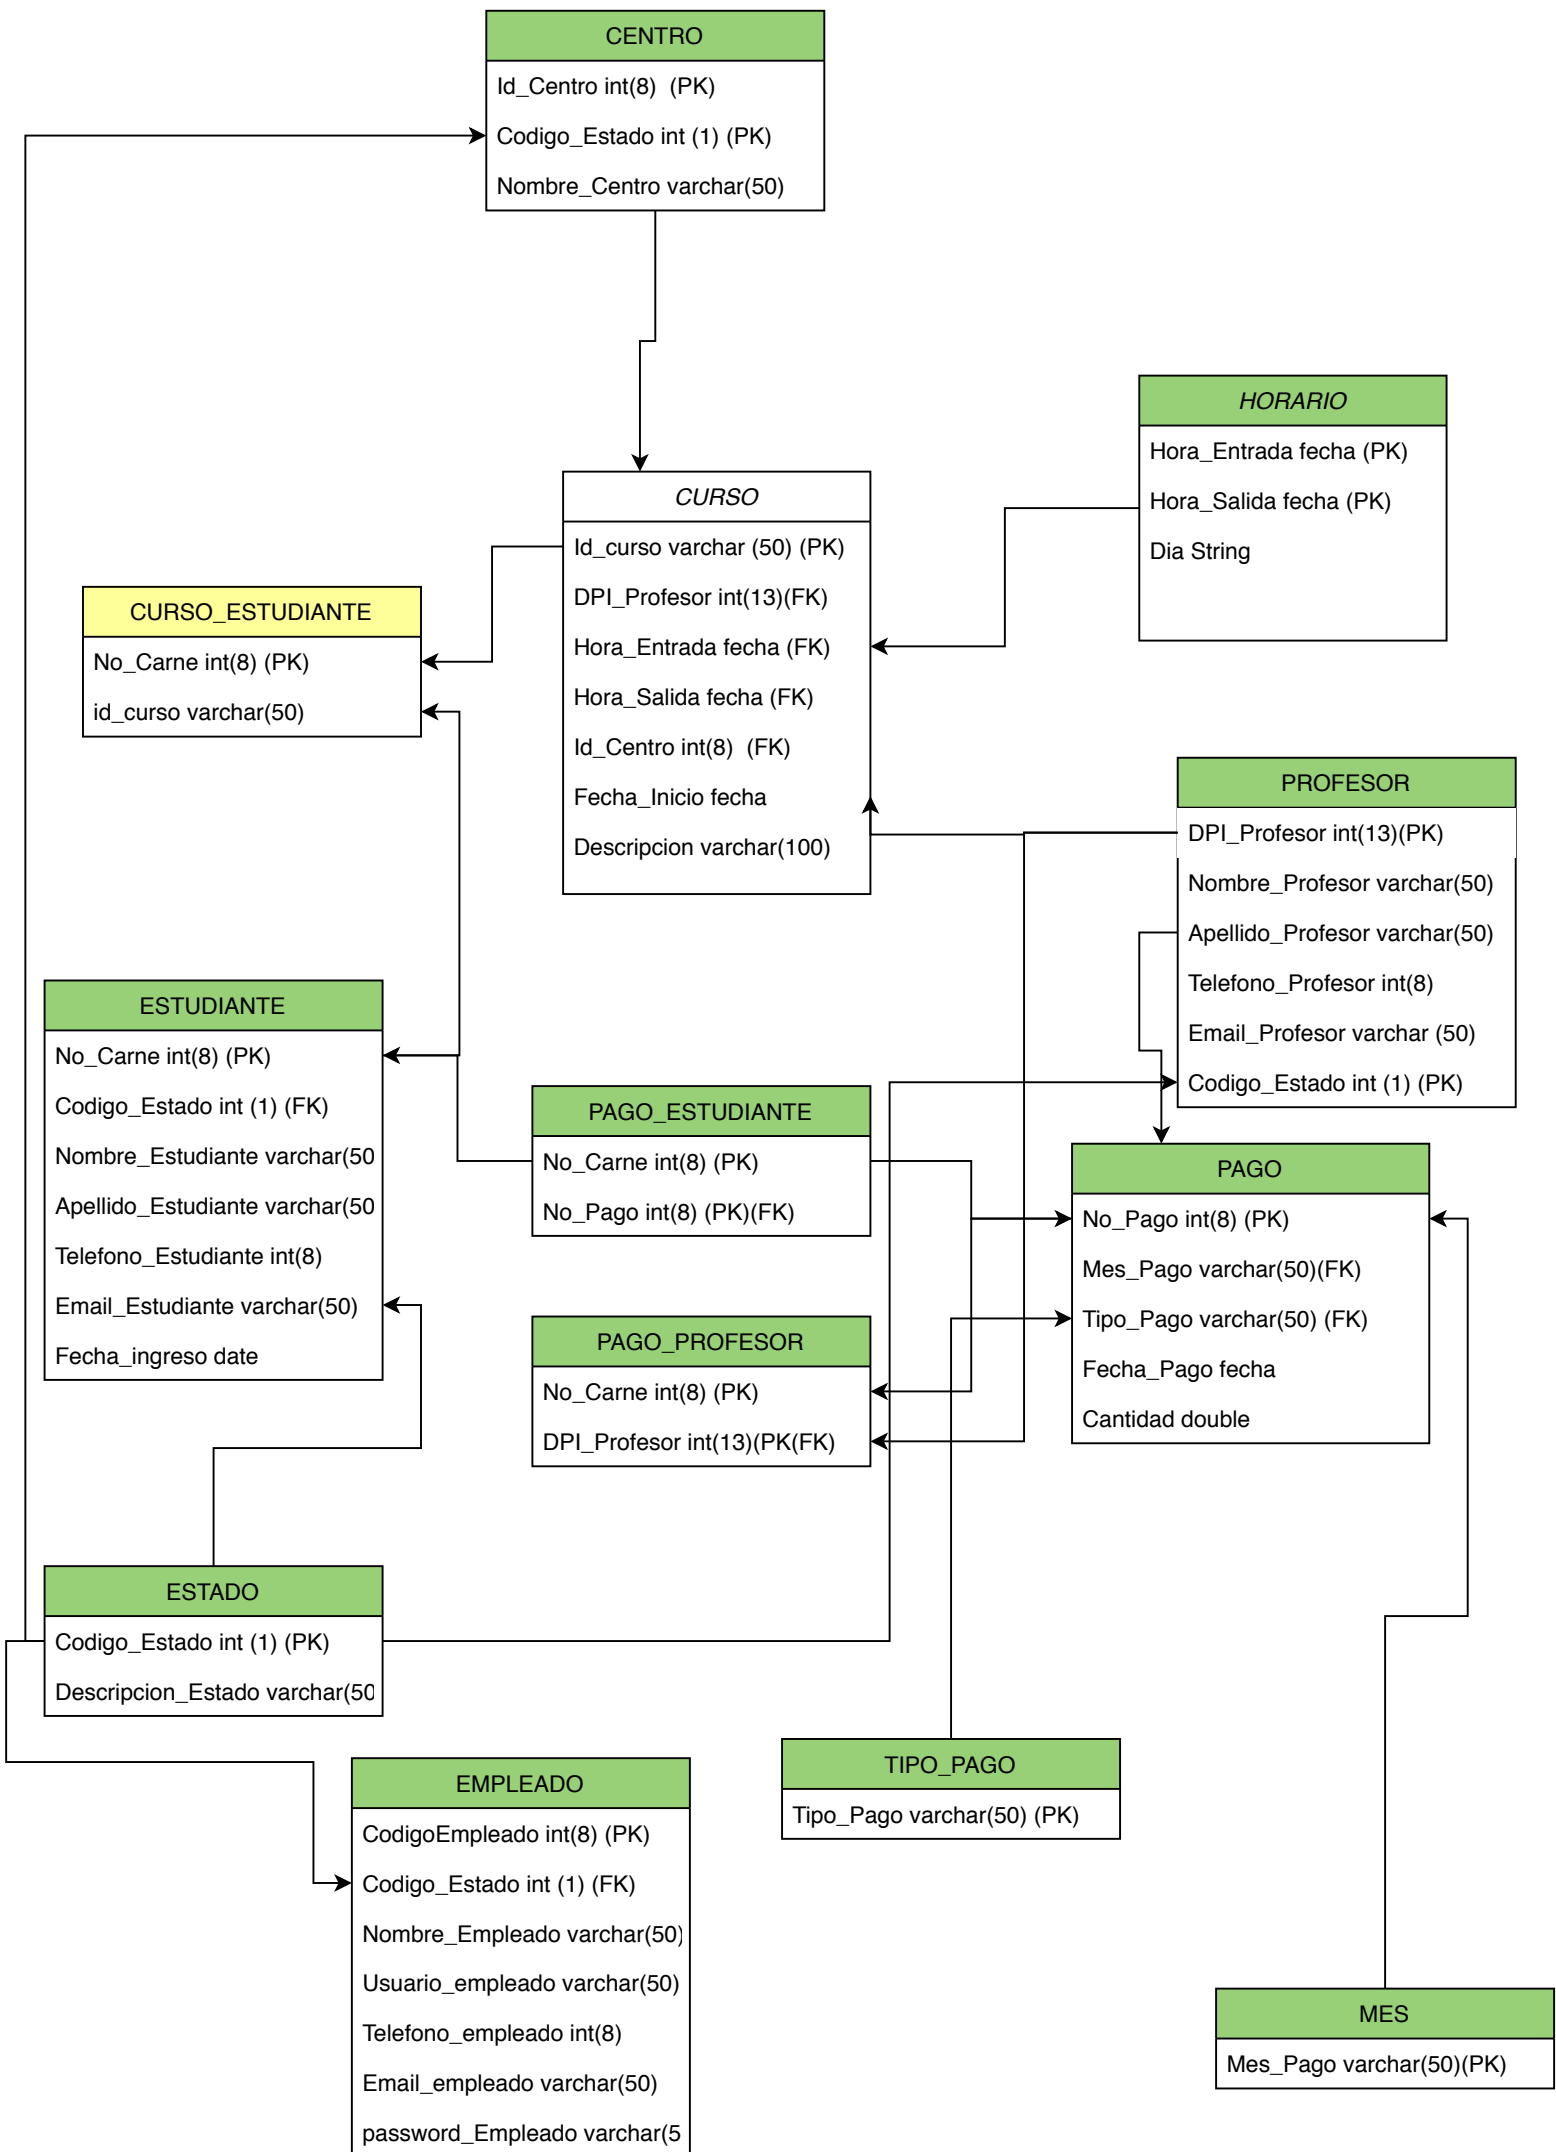 CENTRO
Id_Centro int(8)  (PK)
Codigo_Estado int (1) (PK)
Nombre_Centro varchar(50)
HORARIO
Hora_Entrada fecha (PK)
Hora_Salida fecha (PK)
Dia String
CURSO
Id_curso varchar (50) (PK)
DPI_Profesor int(13)(FK)
Hora_Entrada fecha (FK)
Hora_Salida fecha (FK)
Id_Centro int(8)  (FK)
Fecha_Inicio fecha
Descripcion varchar(100)
CURSO_ESTUDIANTE
No_Carne int(8) (PK)
id_curso varchar(50)
PROFESOR
DPI_Profesor int(13)(PK)
Nombre_Profesor varchar(50)
Apellido_Profesor varchar(50)
Telefono_Profesor int(8)
Email_Profesor varchar (50)
Codigo_Estado int (1) (PK)
ESTUDIANTE
No_Carne int(8) (PK)
Codigo_Estado int (1) (FK)
Nombre_Estudiante varchar(50
Apellido_Estudiante varchar(50
Telefono_Estudiante int(8)
Email_Estudiante varchar(50)
Fecha_ingreso date
PAGO_ESTUDIANTE
No_Carne int(8) (PK)
No_Pago int(8) (PK)(FK)
PAGO
No_Pago int(8) (PK)
Mes_Pago varchar(50)(FK)
Tipo_Pago varchar(50) (FK)
Fecha_Pago fecha
Cantidad double
PAGO_PROFESOR
No_Carne int(8) (PK)
DPI_Profesor int(13)(PK(FK)
ESTADO
Codigo_Estado int (1) (PK)
Descripcion_Estado varchar(50
EMPLEADO
CodigoEmpleado int(8) (PK)
Codigo_Estado int (1) (FK)
Nombre_Empleado varchar(50)
Usuario_empleado varchar(50)
Telefono_empleado int(8)
Email_empleado varchar(50)
password_Empleado varchar(5
TIPO_PAGO
Tipo_Pago varchar(50) (PK)
MES
Mes_Pago varchar(50)(PK)